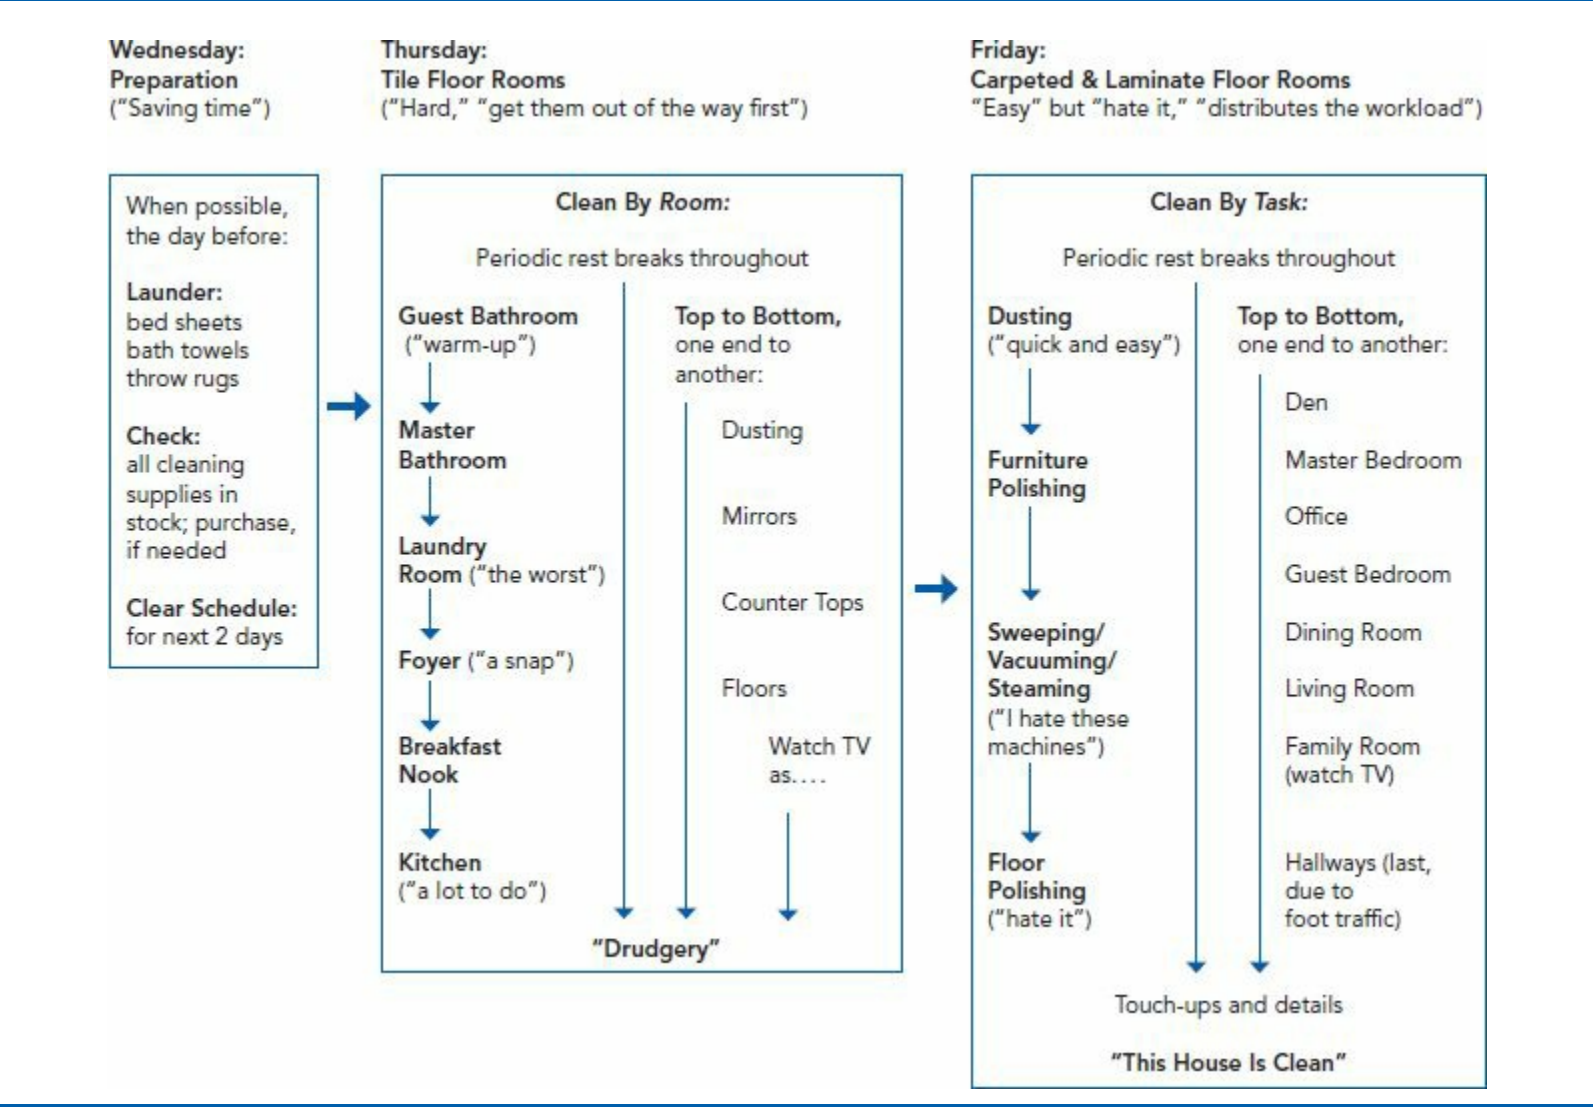 Wednesday:
Preparation
(“Saving time”)
Thursday:
Tile Floor Rooms
(“Hard,” “get them out of the way first”)
Friday:
Carpeted & Laminate Floor Rooms
“Easy” but “hate it,” “distributes the workload”)
When possible,
the day before:
Launder:
bed sheets
bath towels
throw rugs
Check:
all cleaning
supplies in
stock; purchase,
if needed
Clear Schedule:
for next 2 days
Clean By Room:
Periodic rest breaks throughout
Guest Bathroom
(“warm-up”)
Master
Bathroom
Laundry
Room (“the worst”)
Foyer (“a snap”)
Breakfast
Nook
Kitchen
(“a lot to do”)
Top to Bottom,
one end to
another:
Dusting
Mirrors
Counter Tops
Floors
Watch TV
as....
“Drudgery”
Clean By Task:
Periodic rest breaks throughout
Dusting
(“quick and easy”)
Furniture
Polishing
Sweeping/
Vacuuming/
Steaming
(“I hate these
machines”)
Floor
Polishing
(“hate it”)
Top to Bottom,
one end to another:
Den
Master Bedroom
Office
Guest Bedroom
Dining Room
Living Room
Family Room
(watch TV)
Hallways (last,
due to
foot traffic)
Touch-ups and details
“This House Is Clean”